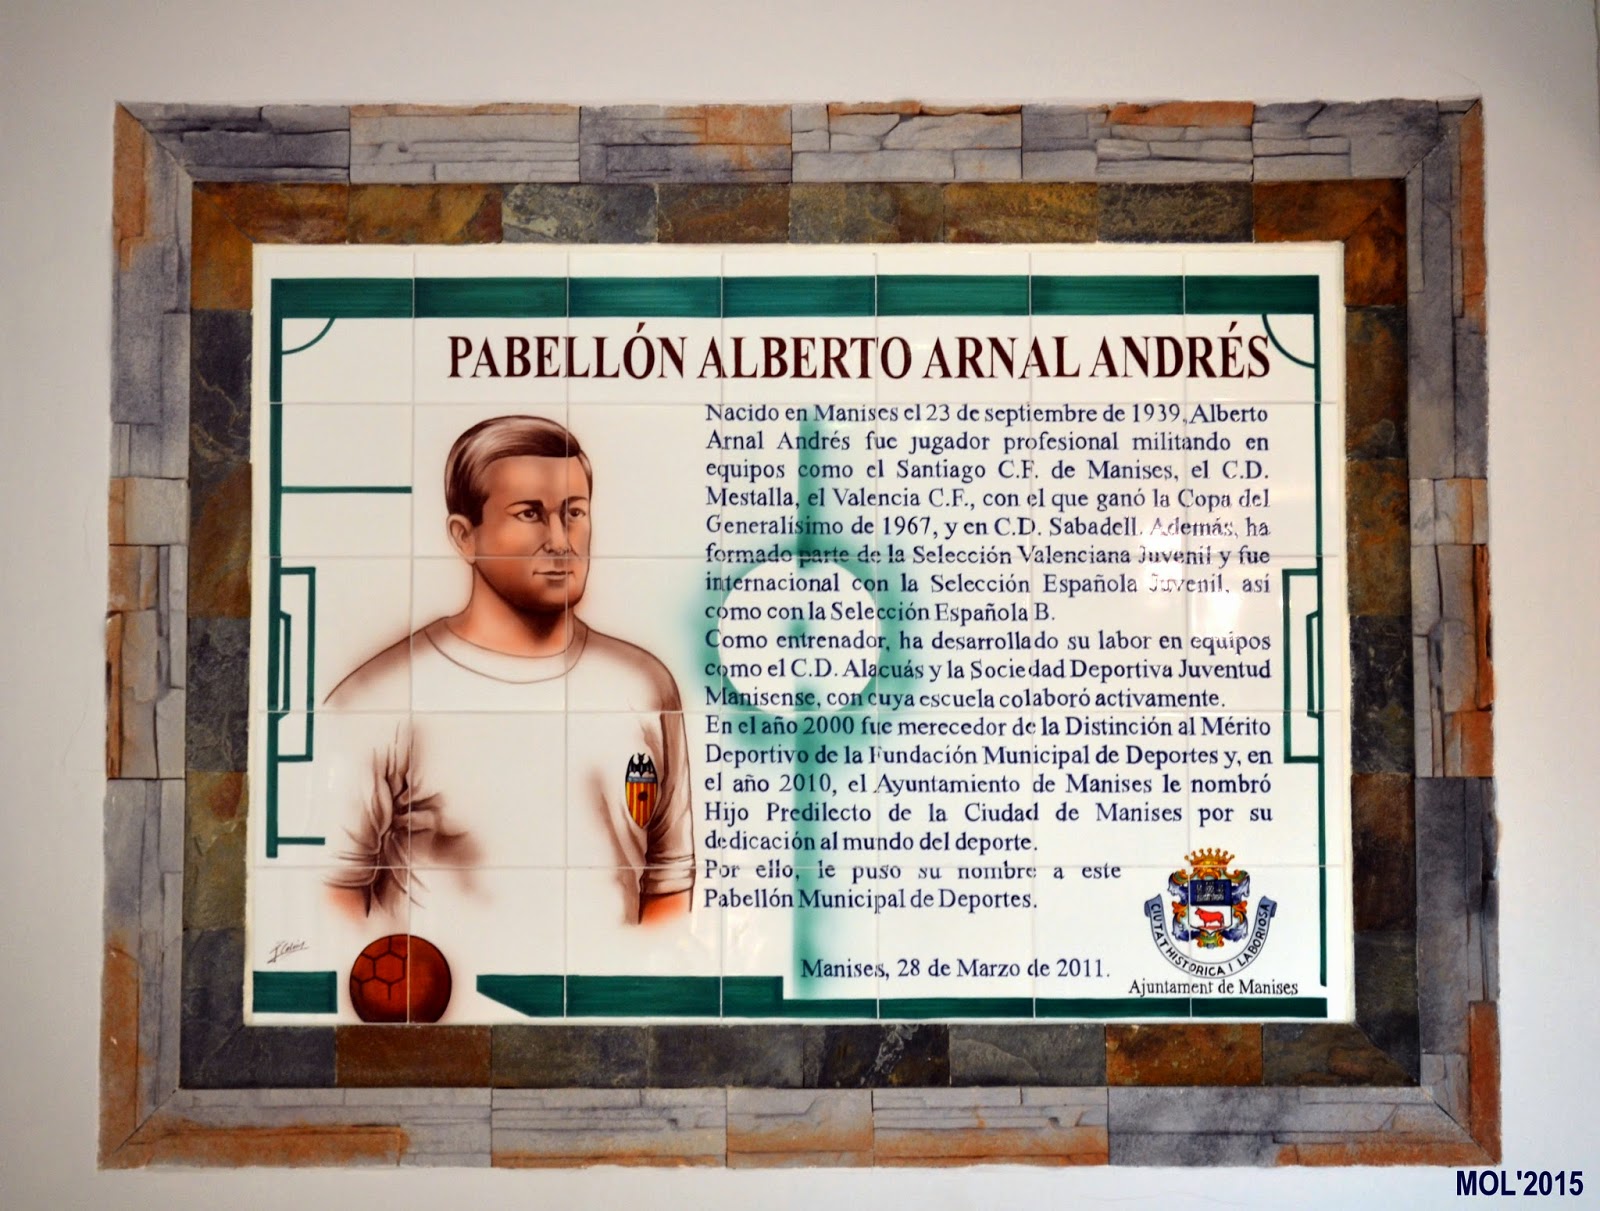 PABELLÓN ALBERTO ARNAL ANDRÉS
Nacido en Manises el 23 de septiembre de 1939, Alberto
Arnal Andrés fue jugador profesional militando en
equipos como el Santiago C.F. de Manises, el C.D.
Mestalla, el Valencia C.F., con el que ganó la Copa del
Generalísimo de 1967, y en C.D. Sabadell. Además, ha
formado parte de la Selección Valenciana Juvenil y fue
internacional con la Selección Española Juvenil, así
como con la Selección Española B.
Como entrenador, ha desarrollado su labor en equipos
como el C.D. Alacuás y la Sociedad Deportiva Juventud
Manisense, con cuya escuela colaboró activamente.
En el año 2000 fue merecedor de la Distinción al Mérito
Deportivo de la Fundación Municipal de Deportes y, en
el año 2010, el Ayuntamiento de Manises le nombró
Hijo Predilecto de la Ciudad de Manises por su
dedicación al mundo del deporte.
Por ello, le puso su nombre a este
Pabellón Municipal de Deportes.
Manises, 28 de Marzo de 2011.
CIUTAT HISTORICA I LABORIOSA
Ajuntament de Manises
MOL'2015